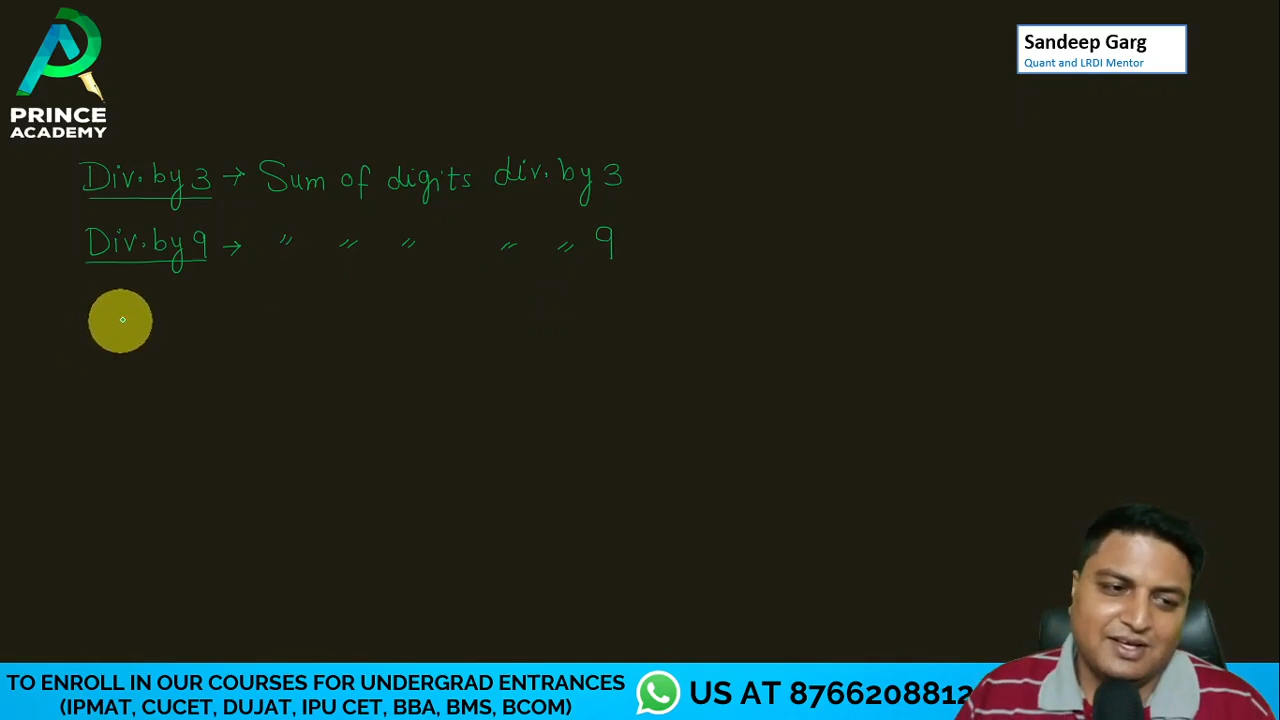 PRINCE
ACADEMY
Sandeep Garg
Quant and LRDI Mentor
Div. by 3 → Sum of digits div. by 3
Div. by 9 → " " " " " 9
TO ENROLL IN OUR COURSES FOR UNDERGRAD ENTRANCES
(IPMAT, CUCET, DUJAT, IPU CET, BBA, BMS, BCOM)
US AT 8766208812